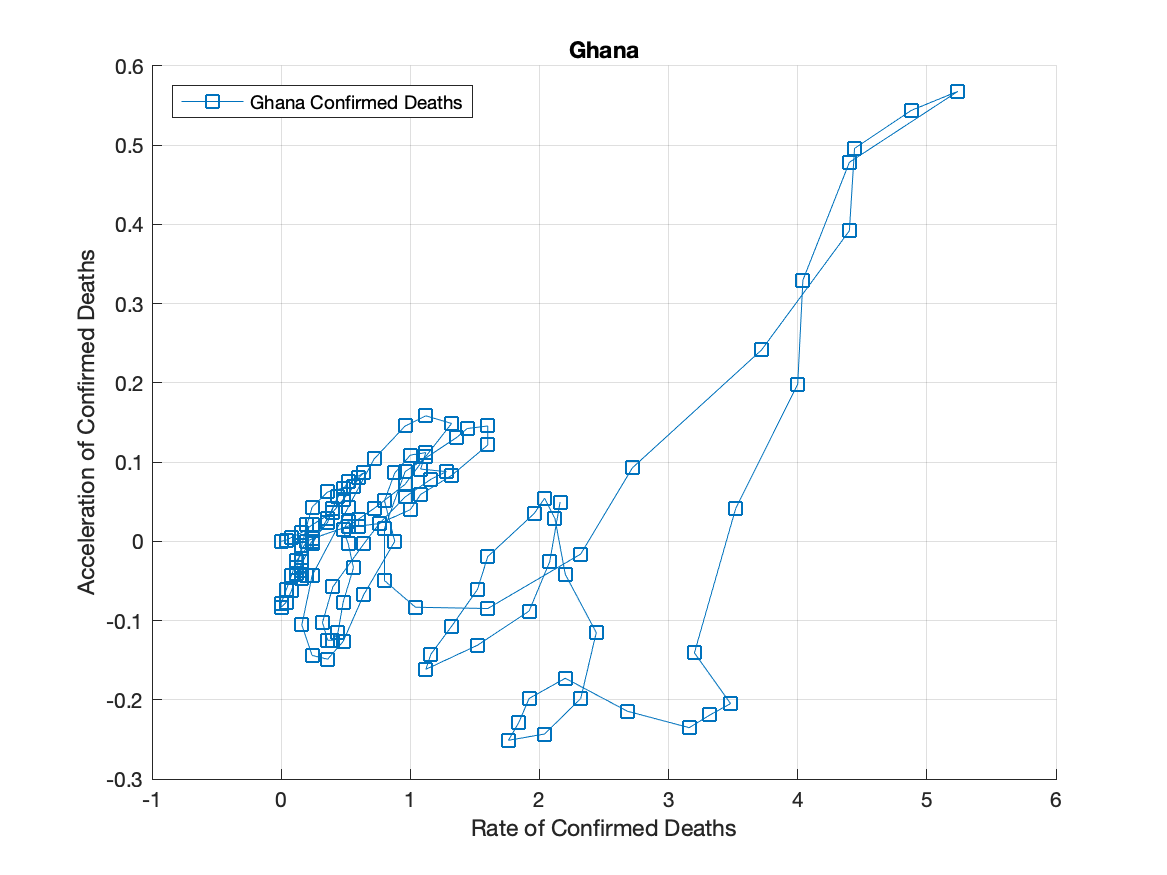 Ghana
Ghana Confirmed Deaths
0.6
0.5
0.4
0.3
0.2
0.1
0
-0.1
-0.2
-0.3
Acceleration of Confirmed Deaths
-1 0 1 2 3 4 5 6
Rate of Confirmed Deaths